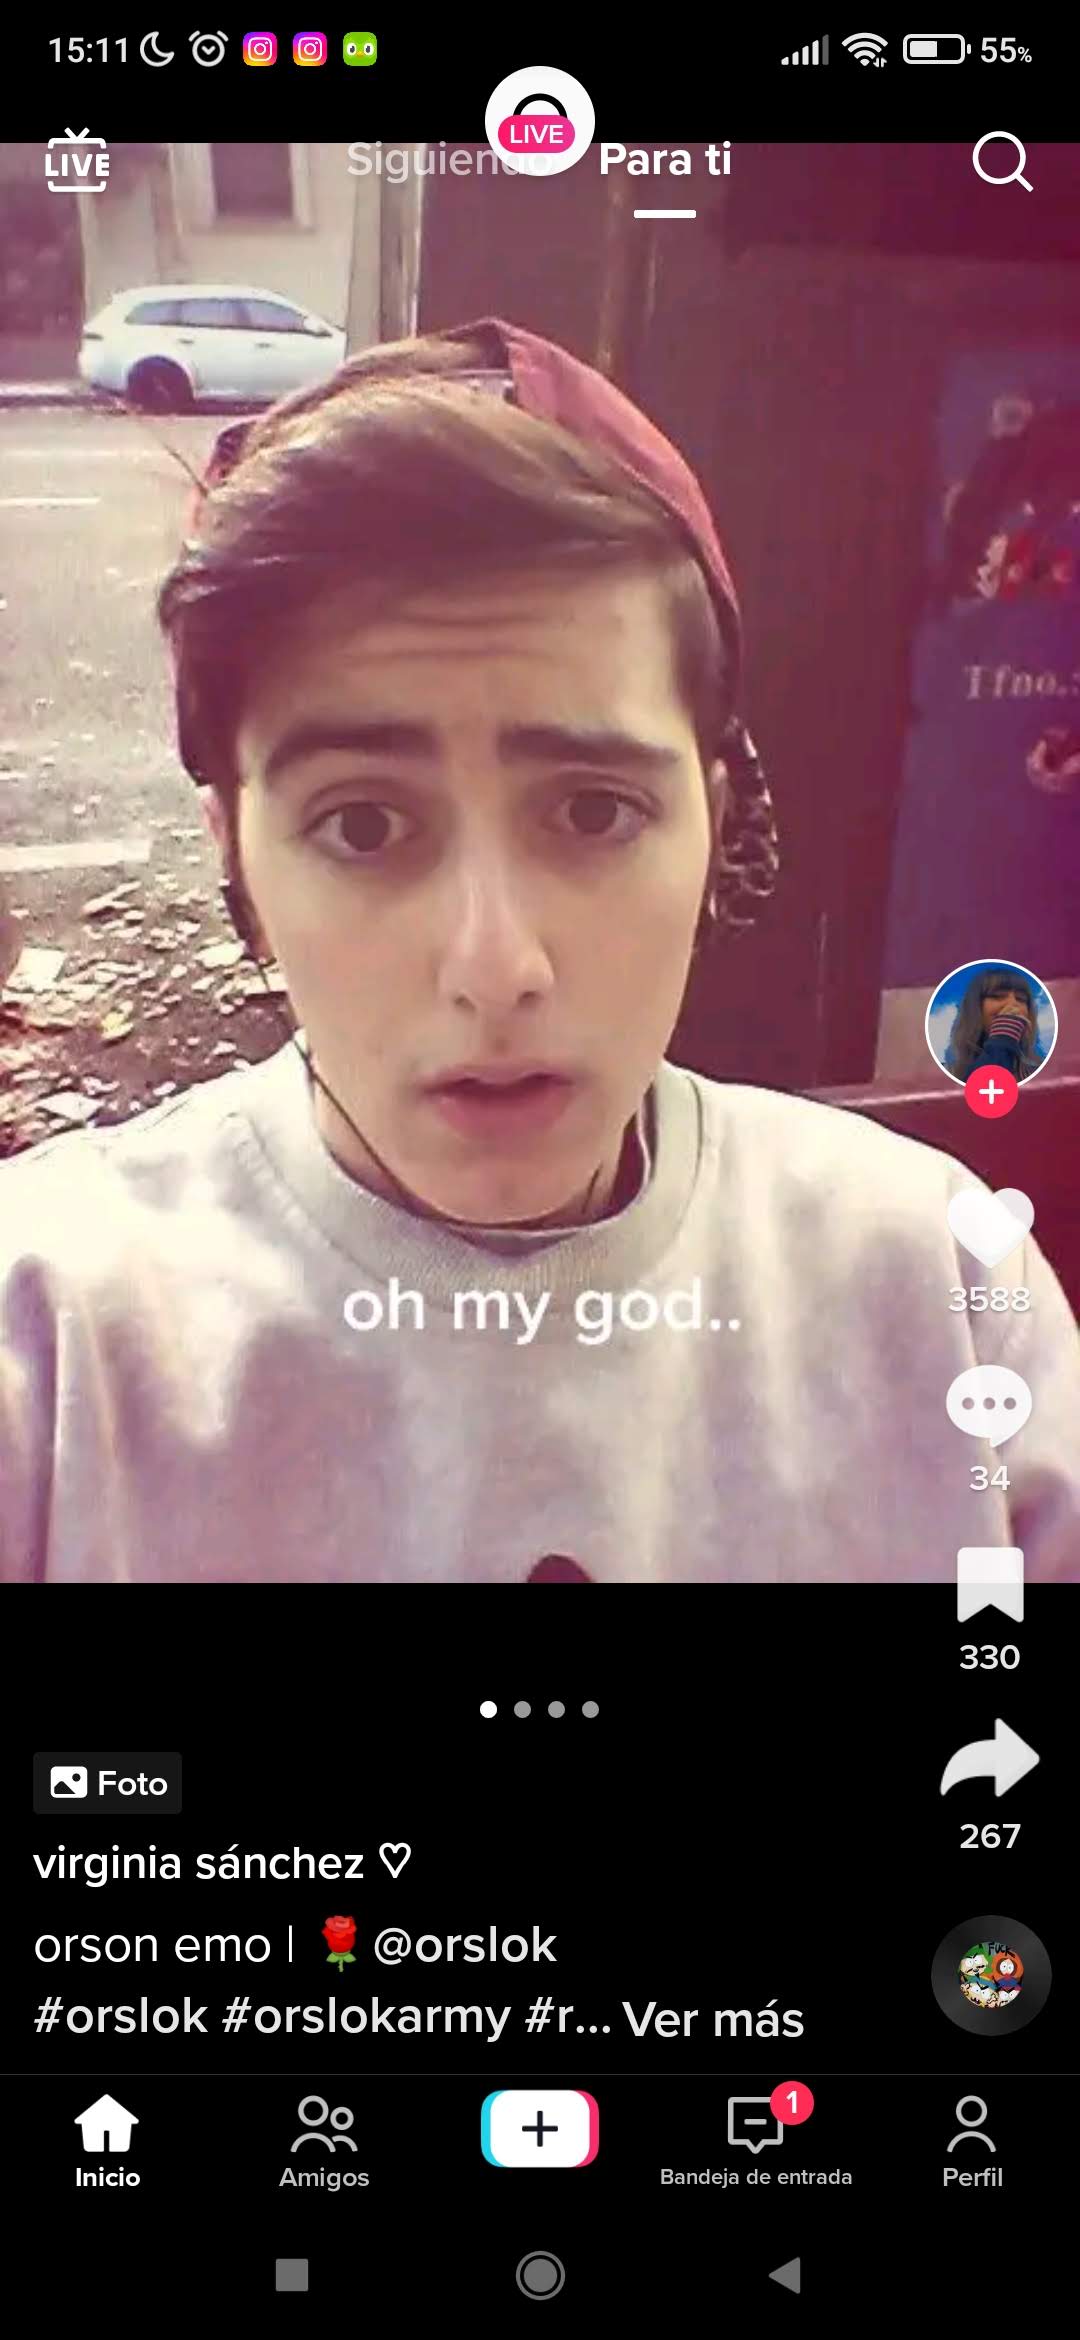 15:11
55%
LIVE
LIVE
Siguiendo
Para ti
Tfno.:
oh my god..
3588
34
330
267
Foto
virginia sánchez ♡
orson emo | 🌹 @orslok
#orslok #orslokarmy #r... Ver más
FUCK
1
Inicio
Amigos
Bandeja de entrada
Perfil